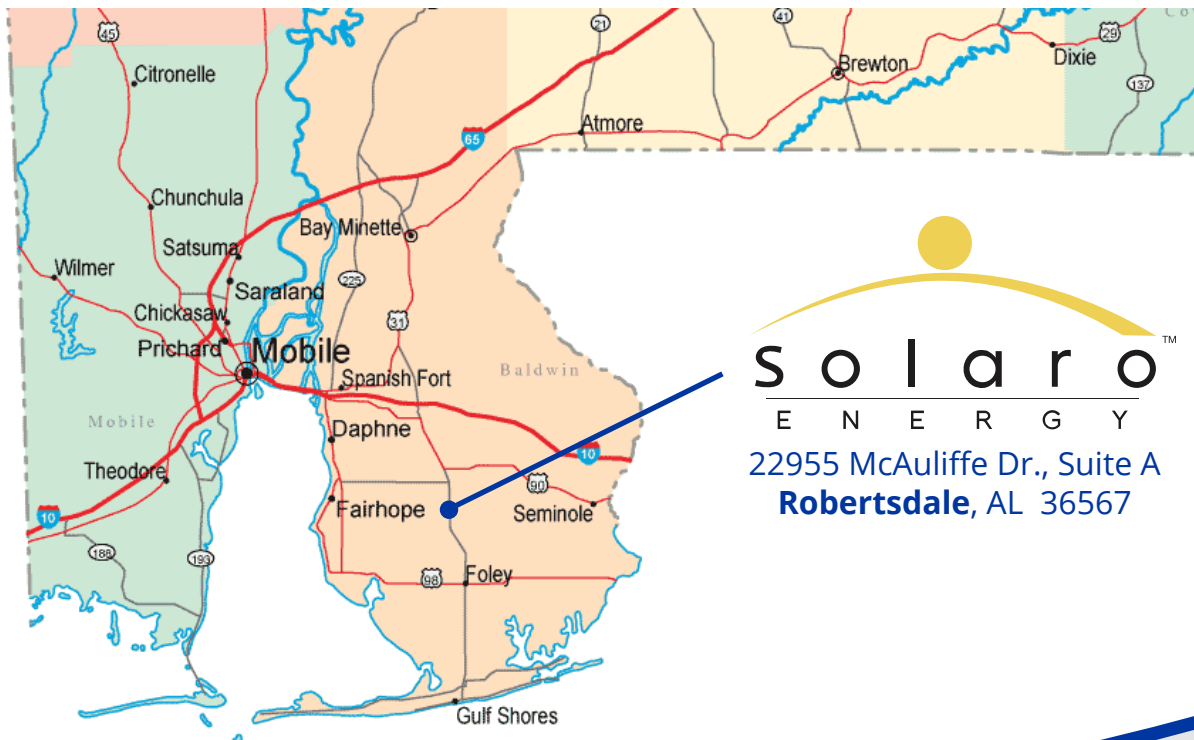 45
21
41
29
Cou
Citronelle
Brewton
Dixie
137
65
Atmore
Chunchula
Bay Minette
Satsuma
Wilmer
225
Saraland
Chickasaw
31
Prichard
Mobile
Spanish Fort
Baldwin
Mobile
Daphne
10
Theodore
90
Fairhope
Seminole
10
188
193
98
Foley
Gulf Shores
solaro™
ENERGY
22955 McAuliffe Dr., Suite A
Robertsdale, AL 36567